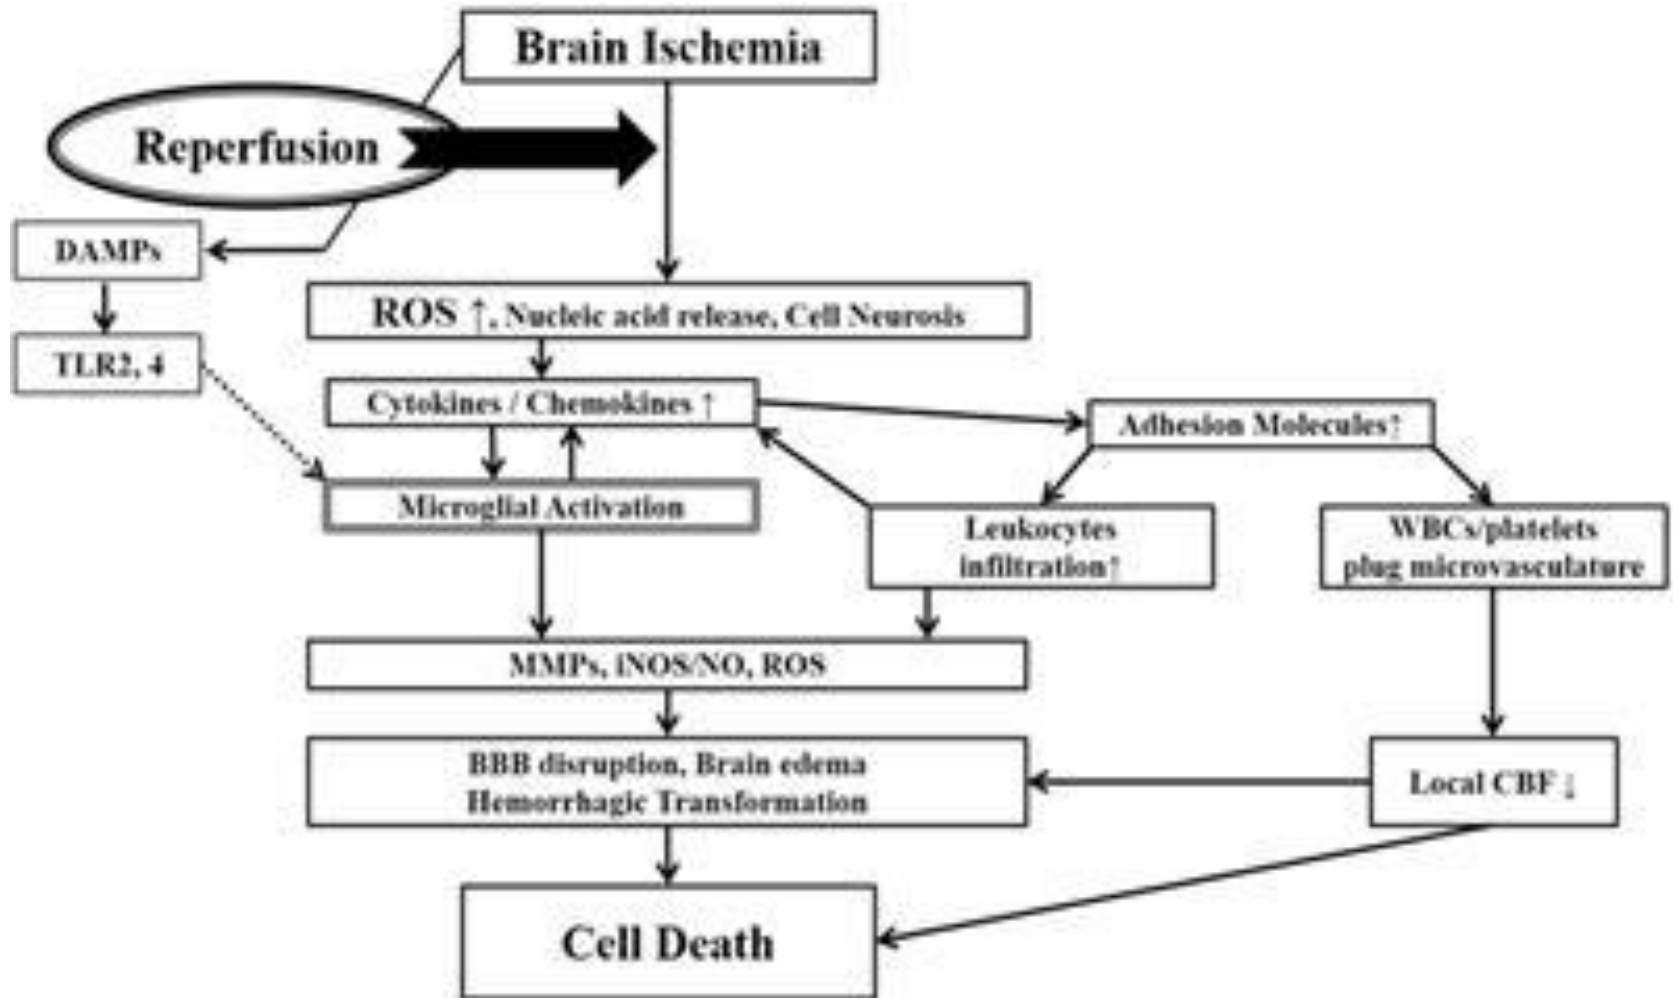 Brain Ischemia
Reperfusion
DAMPs
ROS ↑, Nucleic acid release, Cell Neurosis
TLR2, 4
Cytokines / Chemokines ↑
Adhesion Molecules↑
Microglial Activation
Leukocytes
infiltration↑
WBCs/platelets
plug microvasculature
MMPs, iNOS/NO, ROS
BBB disruption, Brain edema
Hemorrhagic Transformation
Local CBF ↓
Cell Death